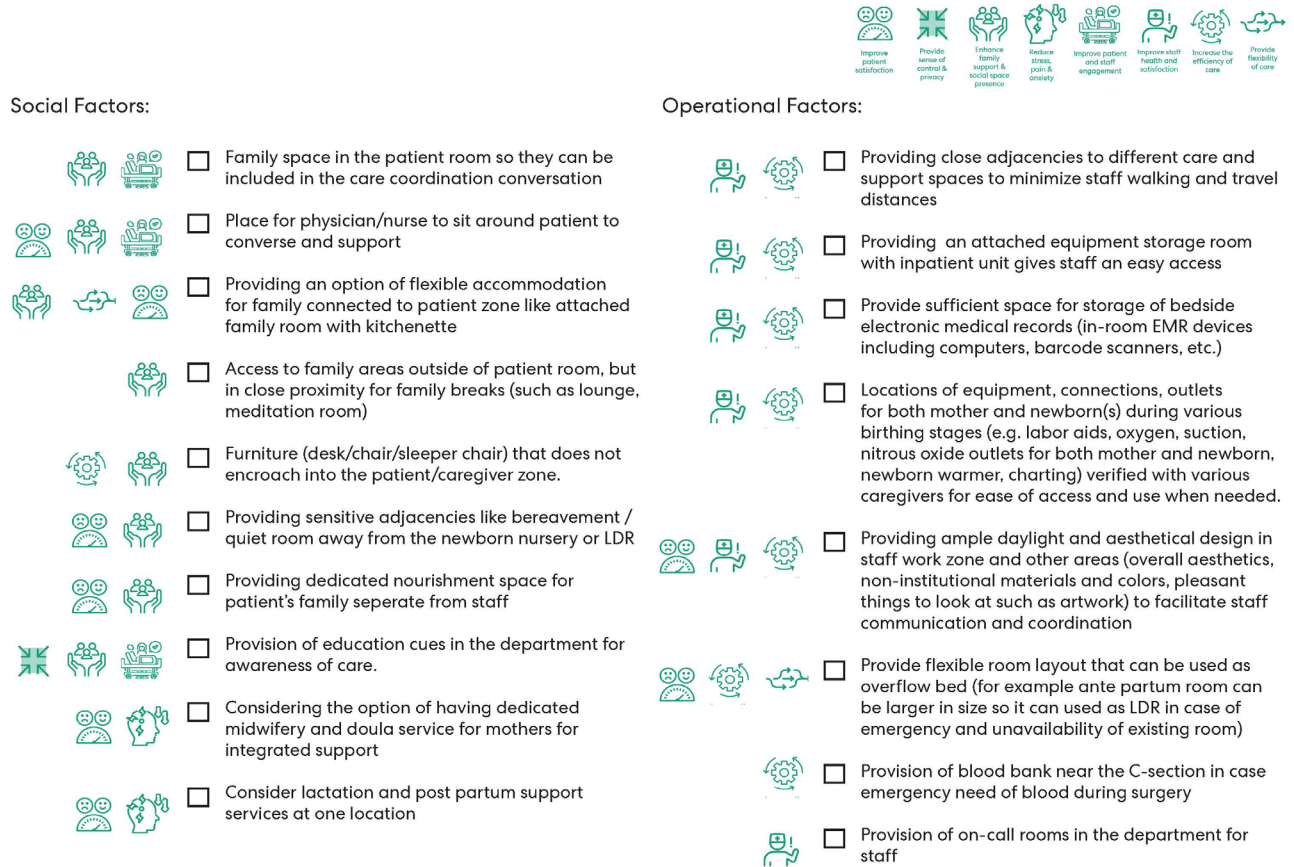 Improve
patient
satisfaction
Provide
sense of
control &
privacy
Enhance
family
support &
social space
presence
Reduce
stress,
pain &
anxiety
Improve patient
and staff
engagement
Improve staff
health and
satisfaction
Increase the
efficiency of
care
Provide
flexibility
of care
Social Factors:
Family space in the patient room so they can be
included in the care coordination conversation
Place for physician/nurse to sit around patient to
converse and support
Providing an option of flexible accommodation
for family connected to patient zone like attached
family room with kitchenette
Access to family areas outside of patient room, but
in close proximity for family breaks (such as lounge,
meditation room)
Furniture (desk/chair/sleeper chair) that does not
encroach into the patient/caregiver zone.
Providing sensitive adjacencies like bereavement /
quiet room away from the newborn nursery or LDR
Providing dedicated nourishment space for
patient's family seperate from staff
Provision of education cues in the department for
awareness of care.
Considering the option of having dedicated
midwifery and doula service for mothers for
integrated support
Consider lactation and post partum support
services at one location
Operational Factors:
Providing close adjacencies to different care and
support spaces to minimize staff walking and travel
distances
Providing  an attached equipment storage room
with inpatient unit gives staff an easy access
Provide sufficient space for storage of bedside
electronic medical records (in-room EMR devices
including computers, barcode scanners, etc.)
Locations of equipment, connections, outlets
for both mother and newborn(s) during various
birthing stages (e.g. labor aids, oxygen, suction,
nitrous oxide outlets for both mother and newborn,
newborn warmer, charting) verified with various
caregivers for ease of access and use when needed.
Providing ample daylight and aesthetical design in
staff work zone and other areas (overall aesthetics,
non-institutional materials and colors, pleasant
things to look at such as artwork) to facilitate staff
communication and coordination
Provide flexible room layout that can be used as
overflow bed (for example ante partum room can
be larger in size so it can used as LDR in case of
emergency and unavailability of existing room)
Provision of blood bank near the C-section in case
emergency need of blood during surgery
Provision of on-call rooms in the department for
staff